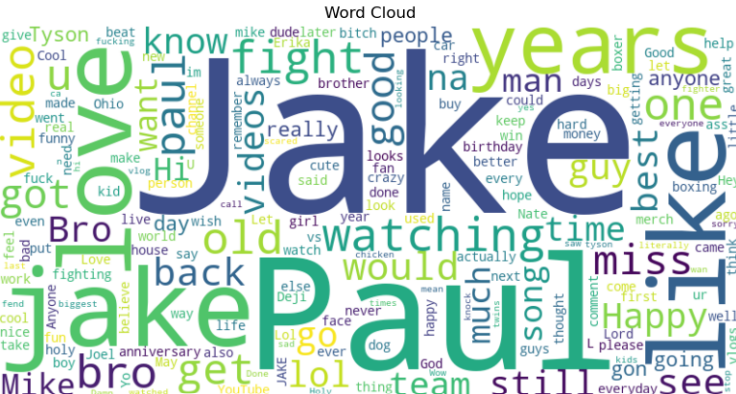 Word Cloud
give Tyson beat fucking know mike dude later bitch people car years Good help
Cool new Erika fight right let great
video u love im paul always brother good looking boxer anyone
ca made Ohio want channel someone remember videos really na man days big getting one little
went real could yes fighter
funny need make Hi u scared cute looks fan buy keep win hard money everyone ass
fuck hi vlog person Jake said crazy birthday better guy best boxing like Hey
got kid call done look name every hope
even Bro live day wish Let girl year used Nate merch ago sorry
feel bad put world old vs watching time saw tyson literally came
last Love house say watch actually miss think
work fighting back else Deji chicken would next song wan
fend biggest believe way times mean much thought comment come first ur
cool Anyone life Lol face never happy knock twins Happy well
nice jake fun holy Joel anniversary also sad go ever dog Paul guys L Lord please vlogs
take boy May lol JAKE God Wow gon going kids
Mike bro Yo get YouTube Done Holy thing team still everyday see stop
watched